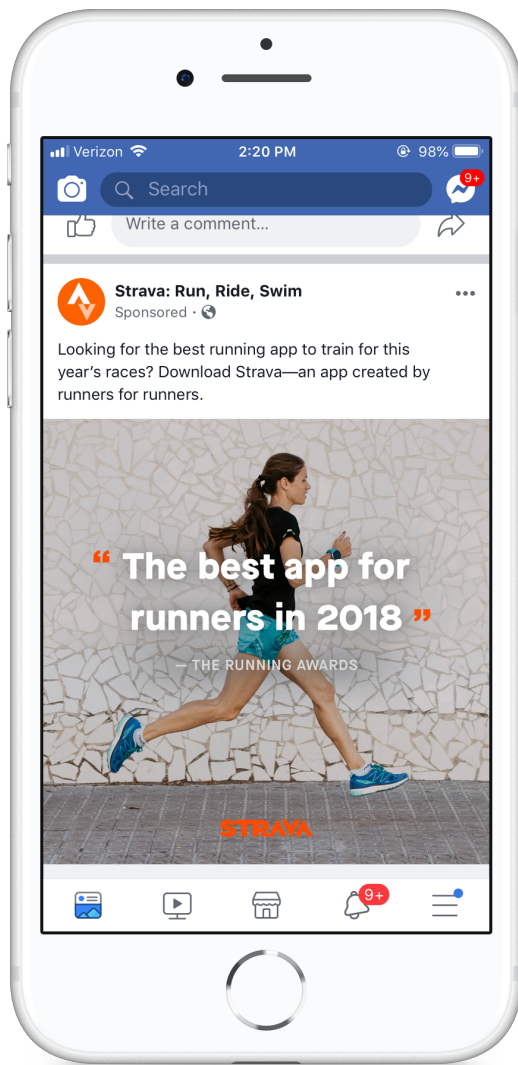 Verizon 2:20 PM 98%
Search 9+
Write a comment...
Strava: Run, Ride, Swim
Sponsored ·
Looking for the best running app to train for this
year's races? Download Strava—an app created by
runners for runners.
“ The best app for
runners in 2018 ”
— THE RUNNING AWARDS
STRAVA
9+